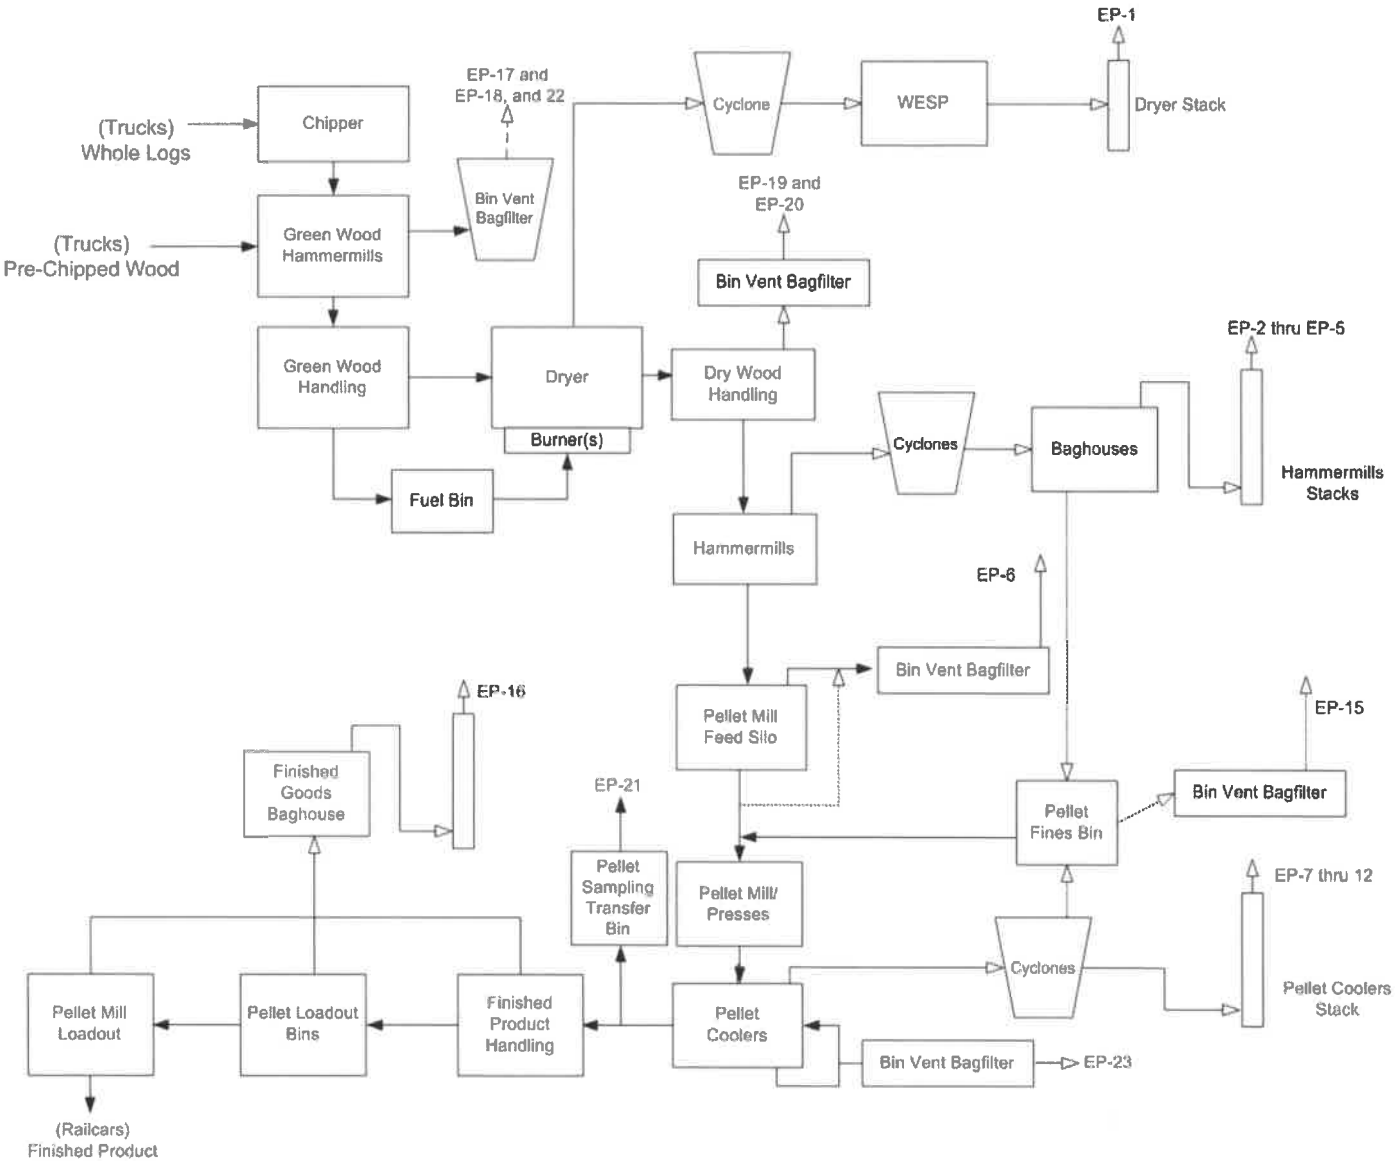 EP-1
EP-17 and
EP-18, and 22
Cyclone
WESP
Dryer Stack
(Trucks)
Whole Logs
Chipper
Bin Vent
Bagfilter
EP-19 and
EP-20
(Trucks)
Pre-Chipped Wood
Green Wood
Hammermills
Bin Vent Bagfilter
EP-2 thru EP-5
Green Wood
Handling
Dryer
Dry Wood
Handling
Burner(s)
Cyclones
Baghouses
Hammermills
Stacks
Fuel Bin
Hammermills
EP-6
Bin Vent Bagfilter
EP-16
Pellet Mill
Feed Silo
EP-15
Finished
Goods
Baghouse
EP-21
Pellet
Fines Bin
Bin Vent Bagfilter
Pellet
Sampling
Transfer
Bin
Pellet Mill/
Presses
EP-7 thru 12
Cyclones
Pellet Coolers
Stack
Pellet Mill
Loadout
Pellet Loadout
Bins
Finished
Product
Handling
Pellet
Coolers
Bin Vent Bagfilter
EP-23
(Railcars)
Finished Product